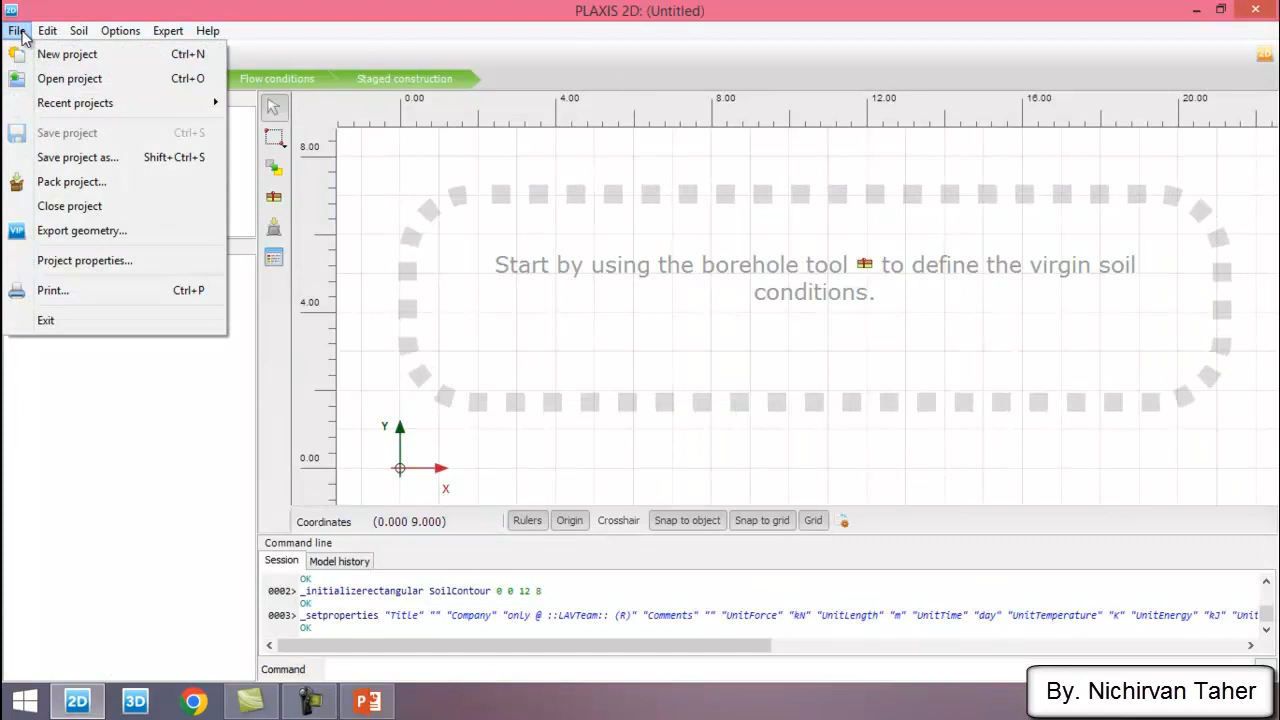 PLAXIS 2D: (Untitled)
File Edit Soil Options Expert Help
New project Ctrl+N
Open project Ctrl+O
Recent projects
Save project Ctrl+S
Save project as... Shift+Ctrl+S
Pack project...
Close project
VIP Export geometry...
Project properties...
Print... Ctrl+P
Exit
Flow conditions Staged construction
0.00 4.00 8.00 12.00 16.00 20.00
8.00
4.00
0.00
Start by using the borehole tool to define the virgin soil
conditions.
Y
X
Coordinates (0.000 9.000) Rulers Origin Crosshair Snap to object Snap to grid Grid
Command line
Session Model history
OK
0002> _initializerectangular SoilContour 0 0 12 8
OK
0003> _setproperties "Title" "" "Company" "only @ ::LAVTeam:: (R)" "Comments" "" "UnitForce" "kN" "UnitLength" "m" "UnitTime" "day" "UnitTemperature" "K" "UnitEnergy" "kJ" "Unit
OK
Command
2D 3D
By. Nichirvan Taher